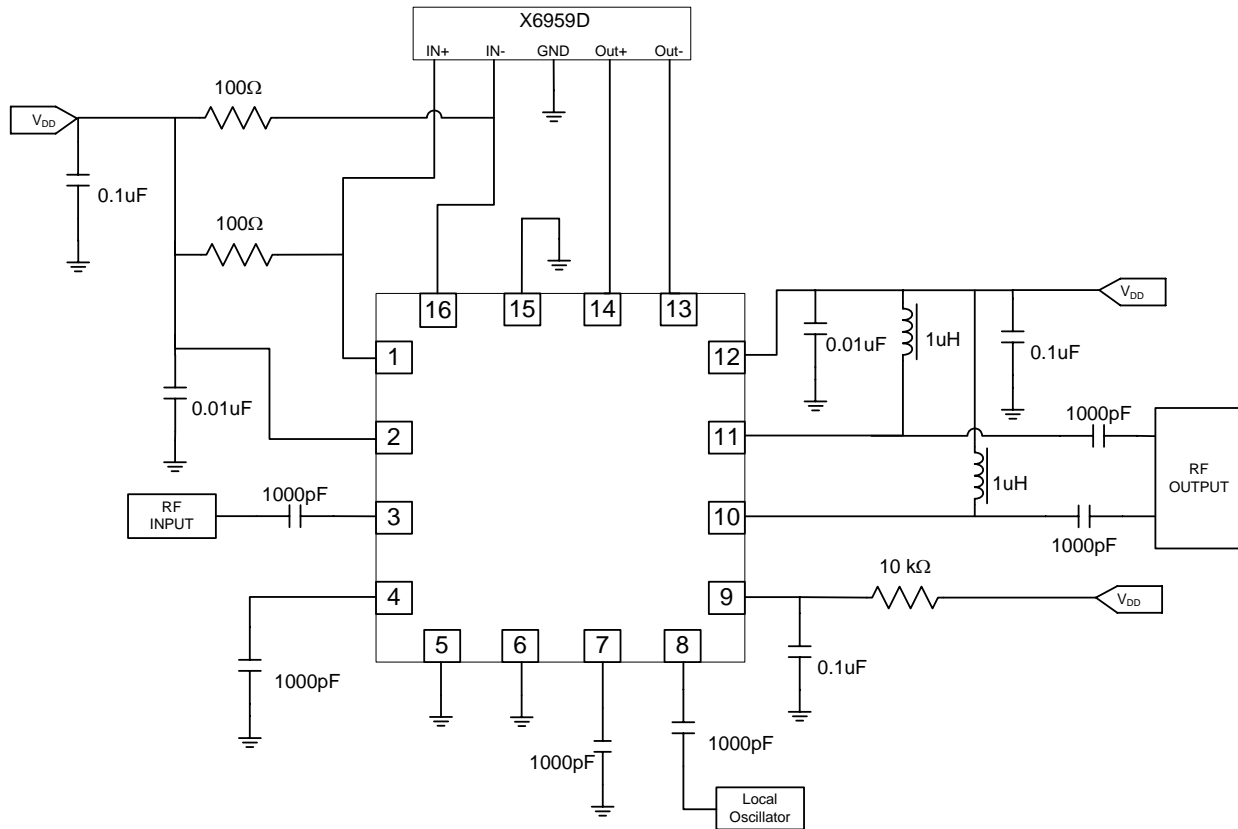 X6959D
IN+ IN- GND Out+ Out-
100Ω
VDD
0.1uF
100Ω
16 15 14 13
VDD
1 12
0.01uF 1uH 0.1uF
0.01uF
1000pF
2 11
RF
INPUT
1000pF
3 10
1uH
RF
OUTPUT
1000pF
10 kΩ
4 9
VDD
5 6 7 8
0.1uF
1000pF
1000pF
1000pF
Local
Oscillator